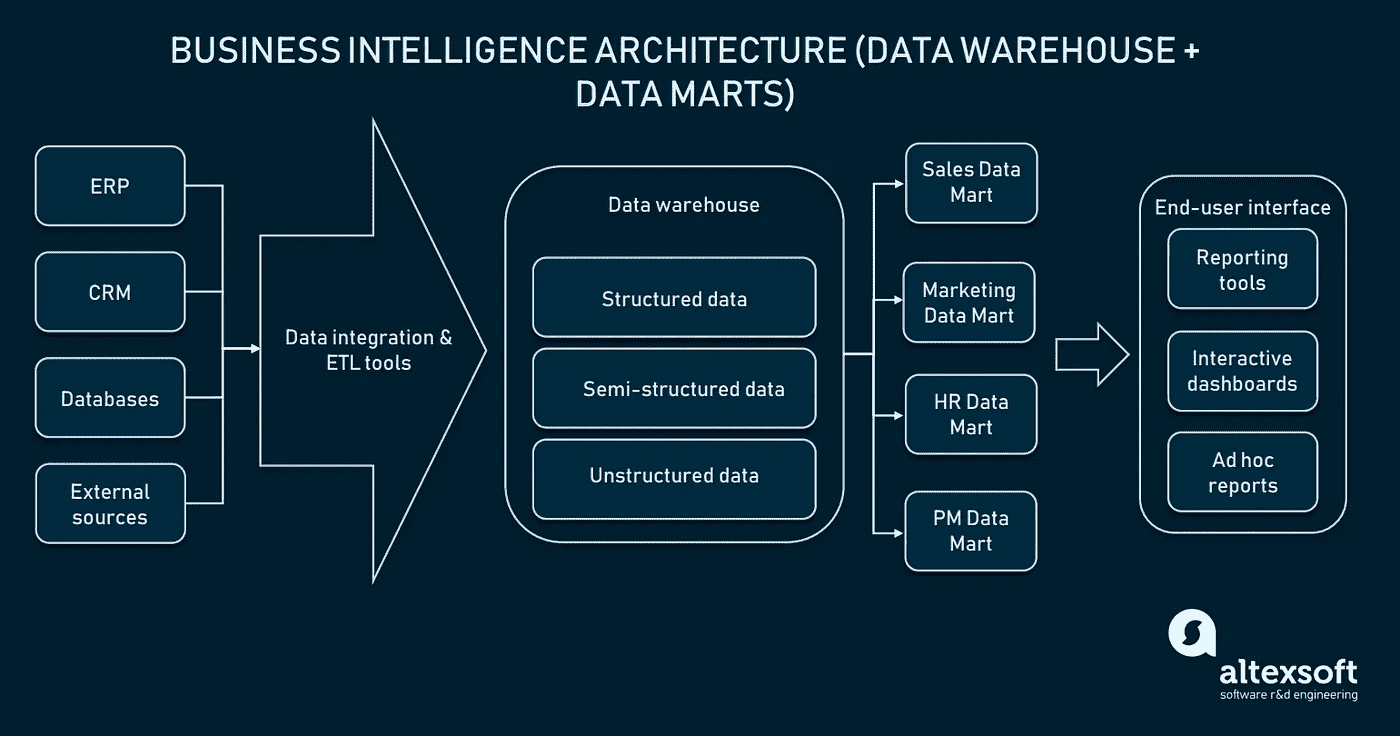 BUSINESS INTELLIGENCE ARCHITECTURE (DATA WAREHOUSE +
DATA MARTS)
ERP
CRM
Databases
External
sources
Data integration &
ETL tools
Data warehouse
Structured data
Semi-structured data
Unstructured data
Sales Data
Mart
Marketing
Data Mart
HR Data
Mart
PM Data
Mart
End-user interface
Reporting
tools
Interactive
dashboards
Ad hoc
reports
altexsoft
software r&d engineering